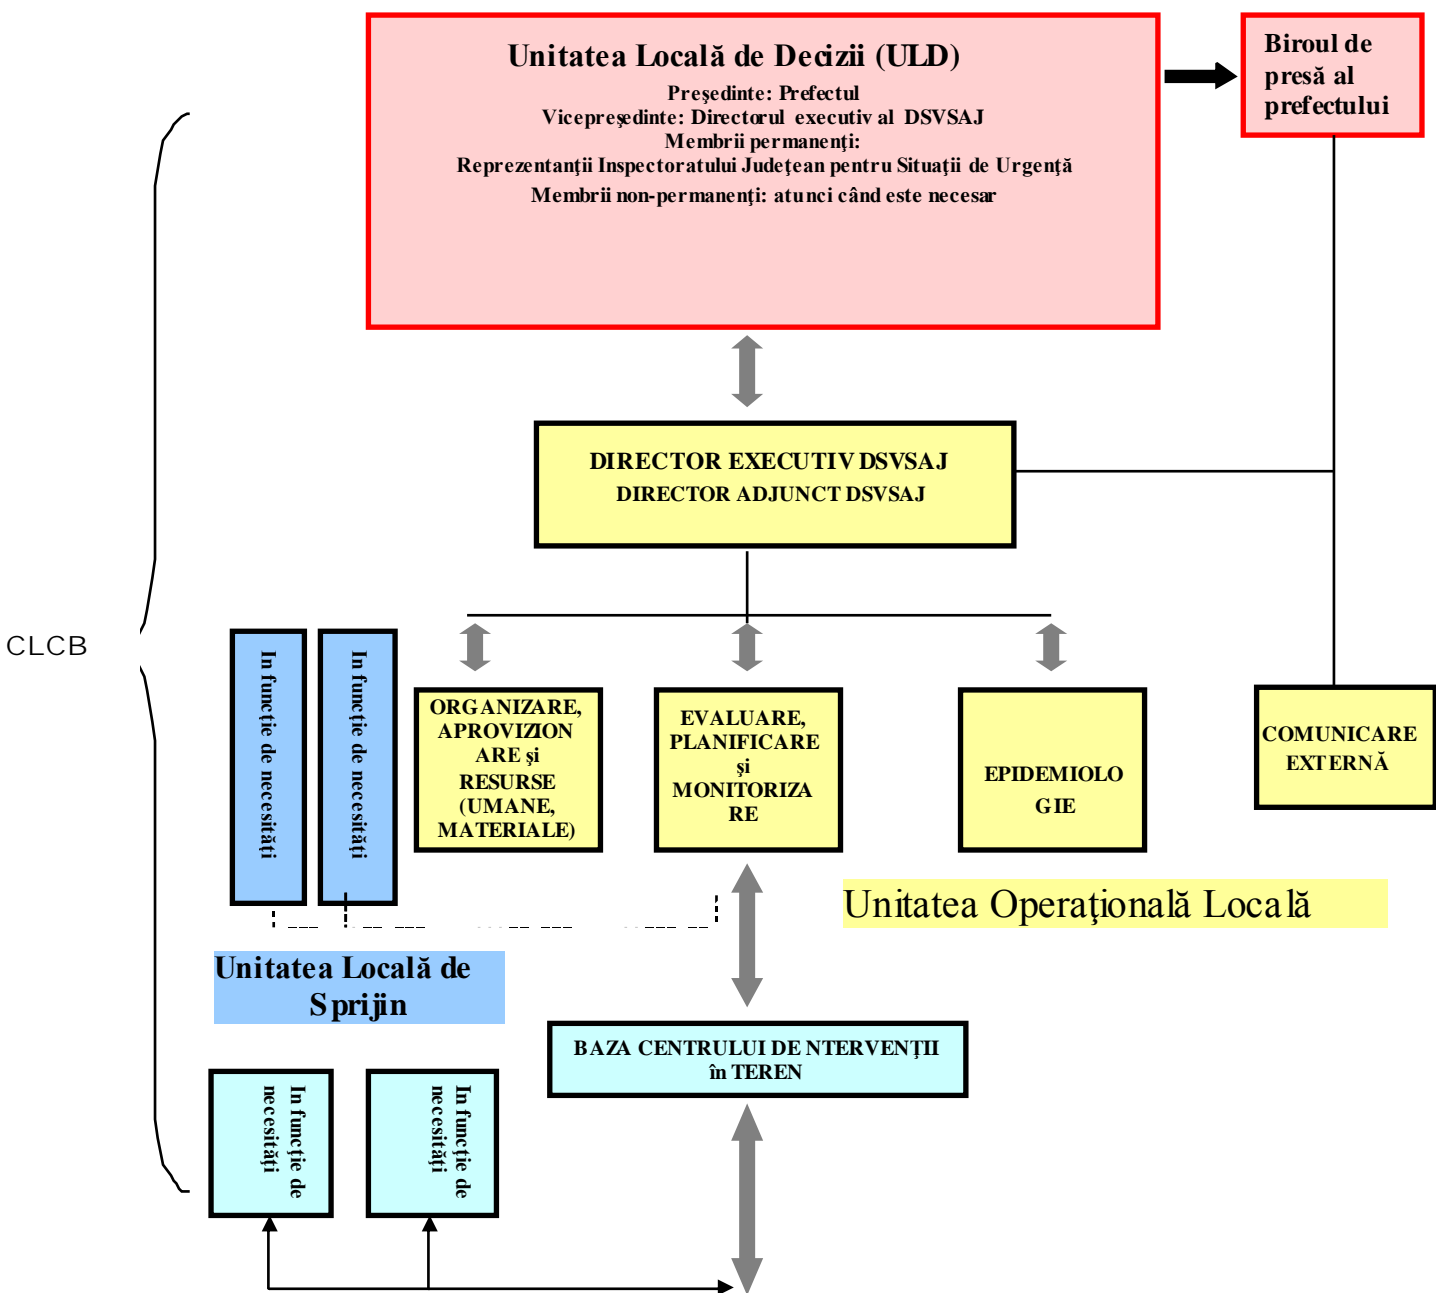 Unitatea Locală de Decizii (ULD)
Preşedinte: Prefectul
Vicepreşedinte: Directorul executiv al DSVSAJ
Membrii permanenţi:
Reprezentanţii Inspectoratului Judeţean pentru Situaţii de Urgenţă
Membrii non-permanenţi: atunci când este necesar
Biroul de
presă al
prefectului
DIRECTOR EXECUTIV DSVSAJ
DIRECTOR ADJUNCT DSVSAJ
CLCB
In funcţie de necesităţi
In funcţie de necesităţi
ORGANIZARE,
APROVIZION
ARE şi
RESURSE
(UMANE,
MATERIALE)
EVALUARE,
PLANIFICARE
şi
MONITORIZA
RE
EPIDEMIOLO
GIE
COMUNICARE
EXTERNĂ
Unitatea Operaţională Locală
Unitatea Locală de
Sprijin
BAZA CENTRULUI DE NTERVENŢII
în TEREN
In funcţie de
necesităţi
In funcţie de
necesităţi